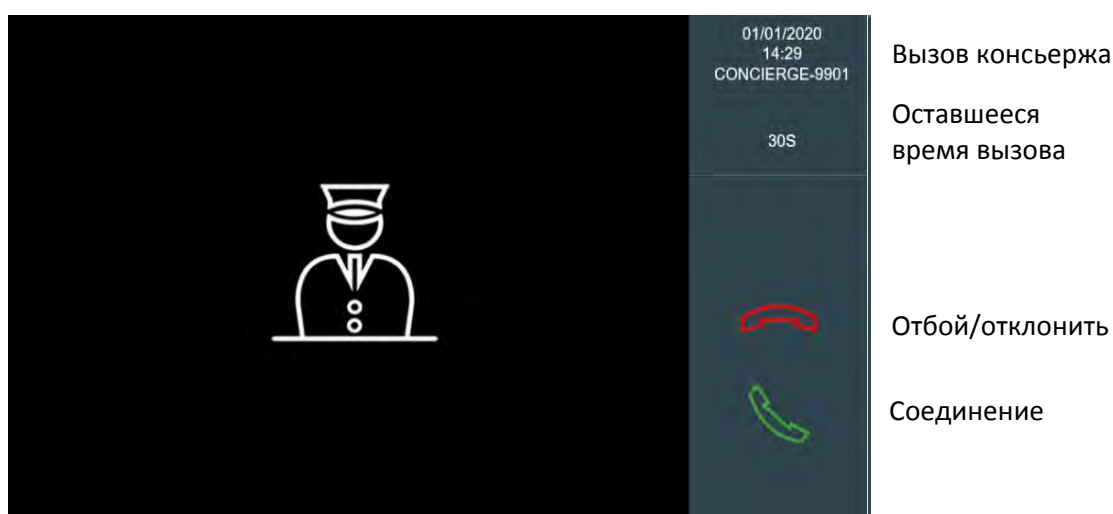 01/01/2020
14:29
CONCIERGE-9901
30S
Вызов консьержа
Оставшееся
время вызова
Отбой/отклонить
Соединение